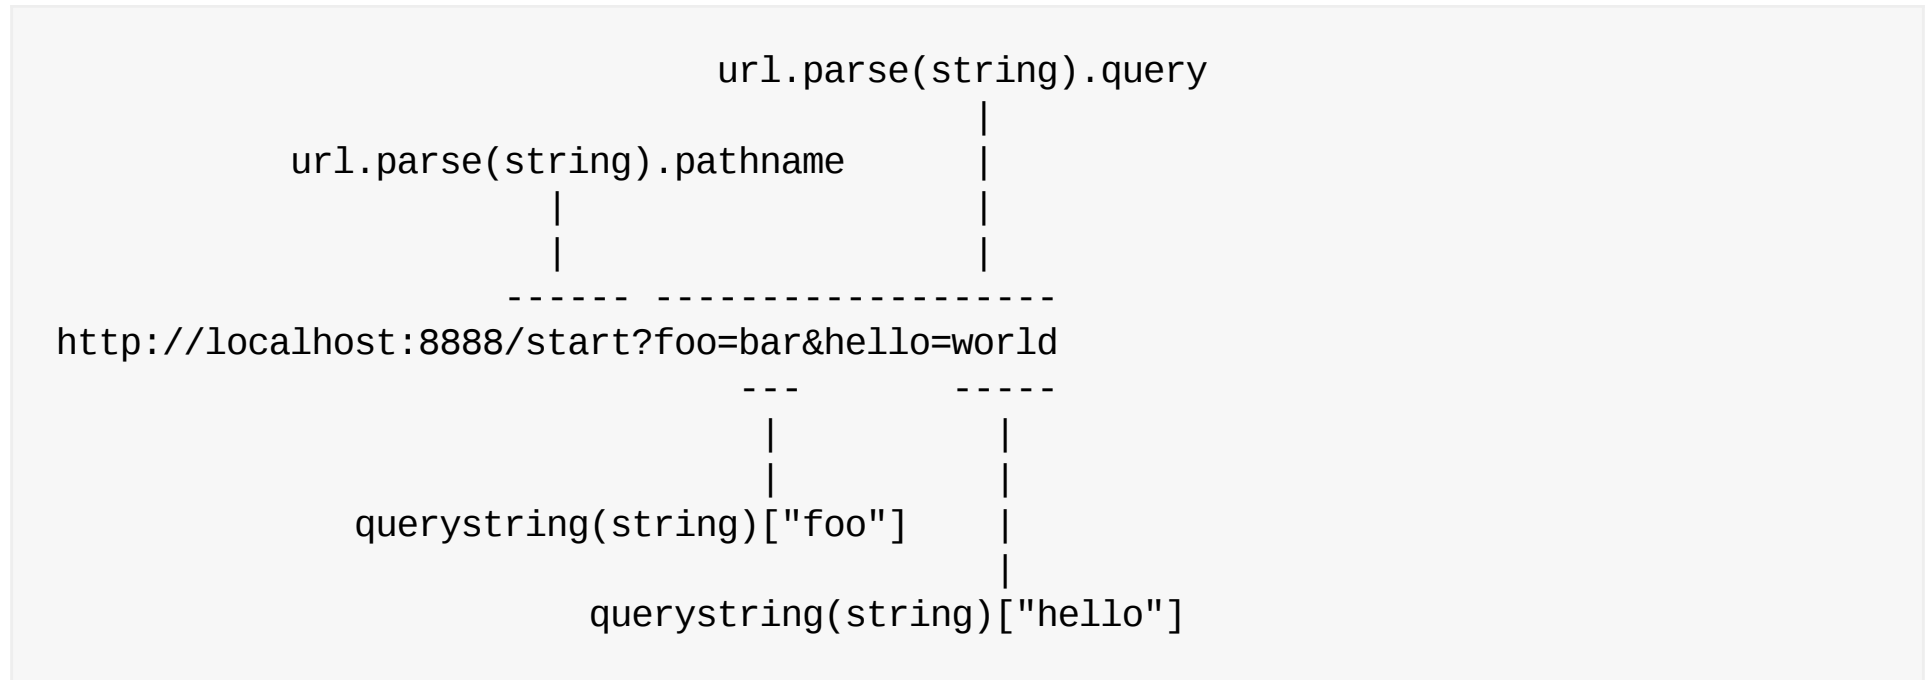 url.parse(string).query
|
url.parse(string).pathname |
| |
| |
------ -------------------
http://localhost:8888/start?foo=bar&hello=world
--- -----
| |
| |
querystring(string)["foo"] |
|
querystring(string)["hello"]